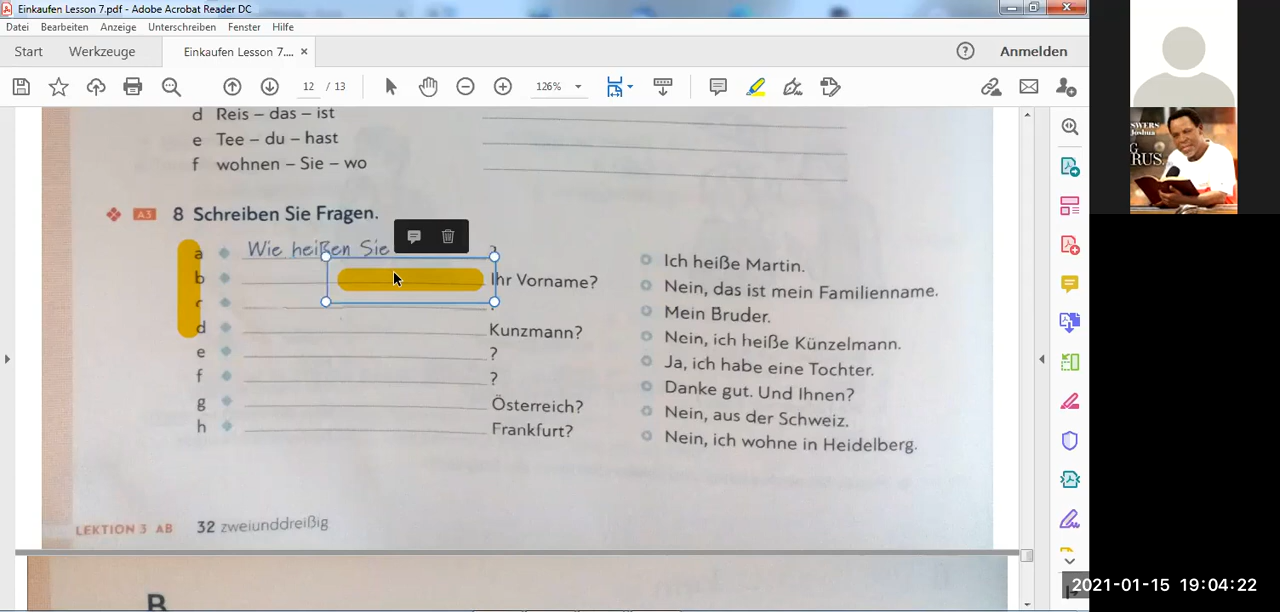 Einkaufen Lesson 7.pdf - Adobe Acrobat Reader DC
Datei Bearbeiten Anzeige Unterschreiben Fenster Hilfe
Start Werkzeuge Einkaufen Lesson 7.... × Anmelden
12 / 13 126%
d Reis – das – ist
e Tee – du – hast
f wohnen – Sie – wo
A3 8 Schreiben Sie Fragen.
a Wie heißen Sie ? Ich heiße Martin.
b Ihr Vorname? Nein, das ist mein Familienname.
c ? Mein Bruder.
d Kunzmann? Nein, ich heiße Künzelmann.
e ? Ja, ich habe eine Tochter.
f ? Danke gut. Und Ihnen?
g Österreich? Nein, aus der Schweiz.
h Frankfurt? Nein, ich wohne in Heidelberg.
LEKTION 3 AB 32 zweiunddreißig
B
Joshua
RUS.
2021-01-15 19:04:22